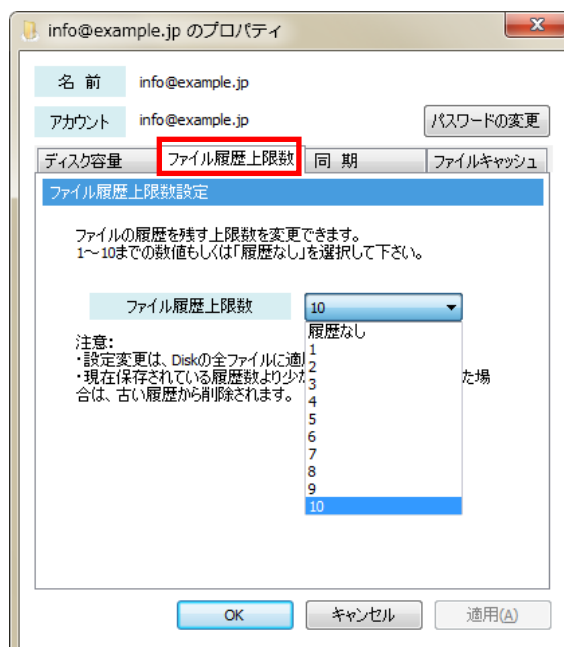 info@example.jp のプロパティ
名 前 info@example.jp
アカウント info@example.jp パスワードの変更
ディスク容量 ファイル履歴上限数 同 期 ファイルキャッシュ
ファイル履歴上限数設定
ファイルの履歴を残す上限数を変更できます。
1～10までの数値もしくは「履歴なし」を選択して下さい。
ファイル履歴上限数 10
履歴なし
1
2
3
4
5
6
7
8
9
10
注意:
・設定変更は、Diskの全ファイルに適
・現在保存されている履歴数より少 た場
合は、古い履歴から削除されます。
OK キャンセル 適用(A)